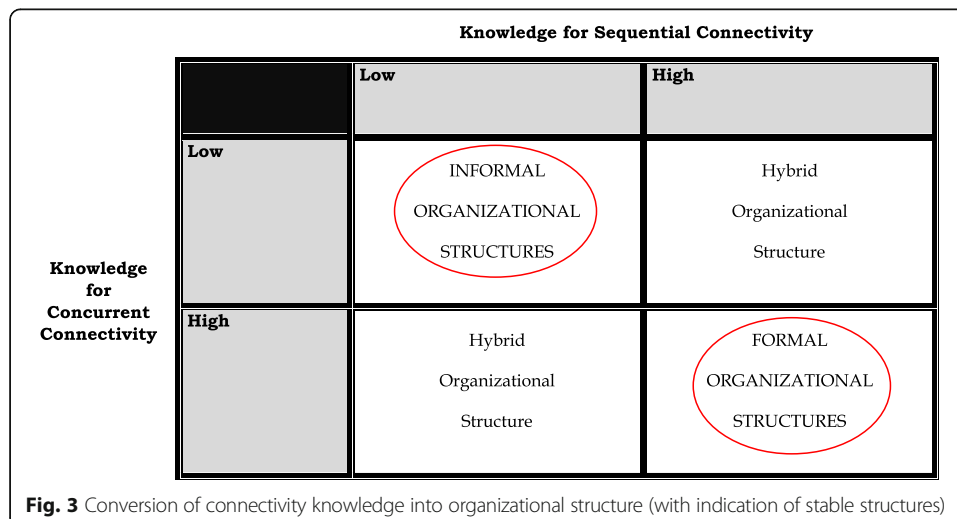 Knowledge for Sequential Connectivity
Low
High
Low
INFORMAL
ORGANIZATIONAL
STRUCTURES
Hybrid
Organizational
Structure
Knowledge
for
Concurrent
Connectivity
High
Hybrid
Organizational
Structure
FORMAL
ORGANIZATIONAL
STRUCTURES
Fig. 3 Conversion of connectivity knowledge into organizational structure (with indication of stable structures)